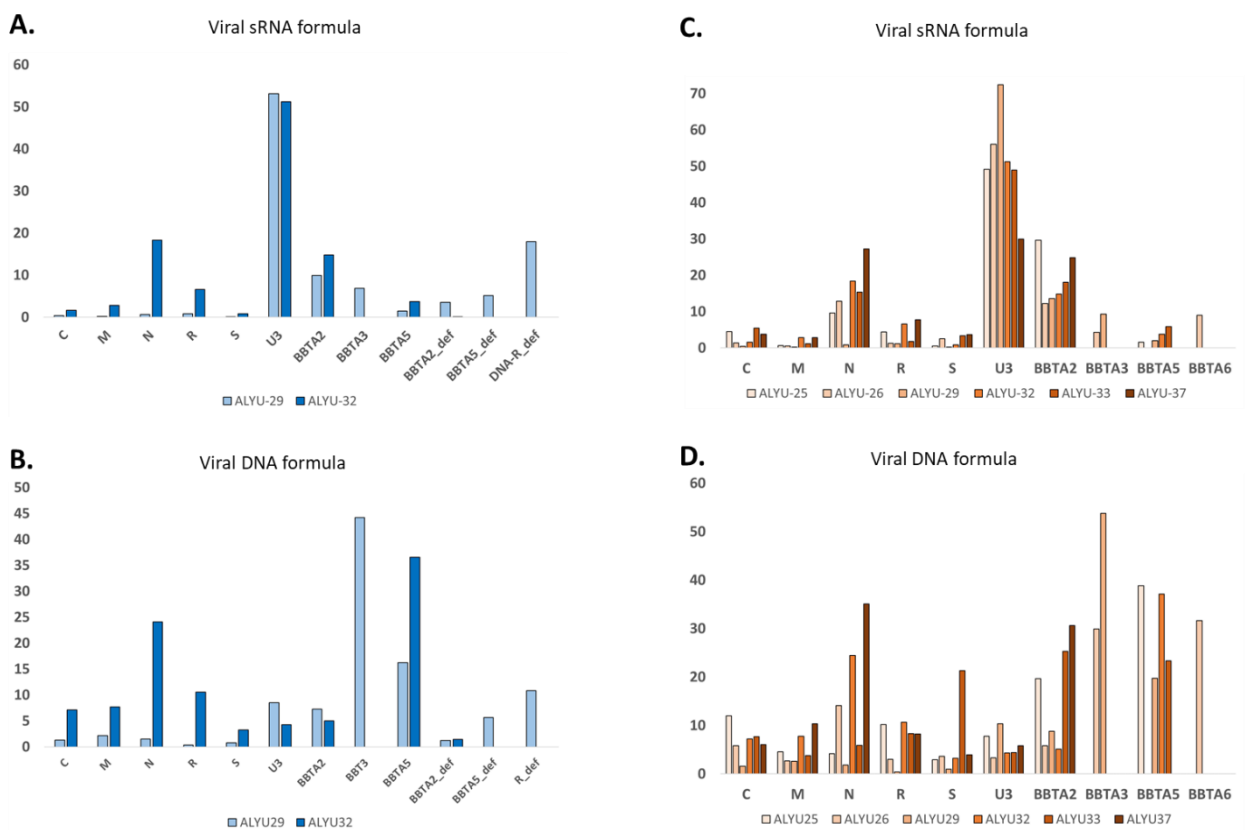 A.
Viral sRNA formula
60
50
40
30
20
10
0
C M N R S U3 BBTA2 BBTA3 BBTA5 BBTA2_def BBTA5_def DNA-R_def
ALYU-29 ALYU-32
B.
Viral DNA formula
50
45
40
35
30
25
20
15
10
5
0
C M N R S U3 BBTA2 BBT3 BBTA5 BBTA2_def BBTA5_def R_def
ALYU29 ALYU32
C.
Viral sRNA formula
70
60
50
40
30
20
10
0
C M N R S U3 BBTA2 BBTA3 BBTA5 BBTA6
ALYU-25 ALYU-26 ALYU-29 ALYU-32 ALYU-33 ALYU-37
D.
Viral DNA formula
60
50
40
30
20
10
0
C M N R S U3 BBTA2 BBTA3 BBTA5 BBTA6
ALYU25 ALYU26 ALYU29 ALYU32 ALYU33 ALYU37